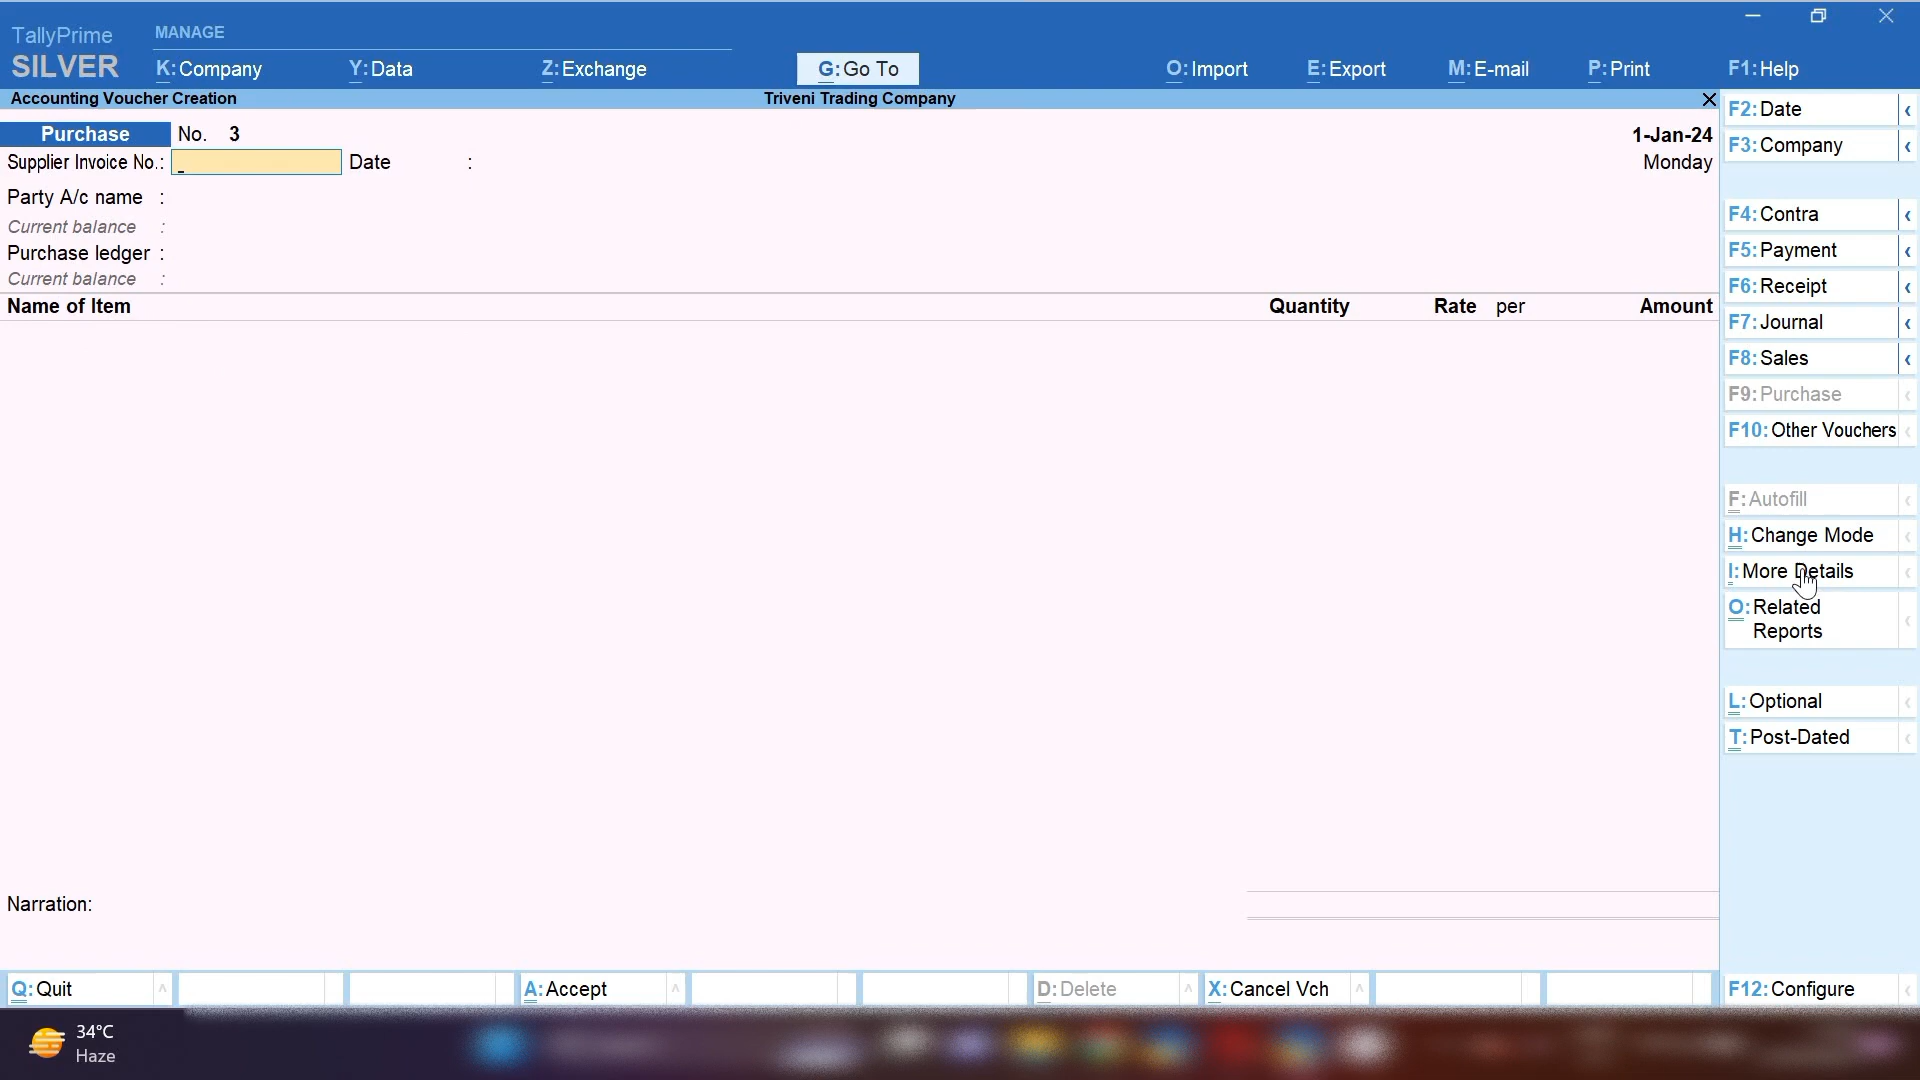 TallyPrime
SILVER
MANAGE
K:Company Y:Data Z:Exchange G:Go To O:Import E:Export M:E-mail P:Print F1:Help
Accounting Voucher Creation Triveni Trading Company
Purchase No. 3 1-Jan-24
Supplier Invoice No.: Date : Monday
Party A/c name :
Current balance :
Purchase ledger :
Current balance :
Name of Item Quantity Rate per Amount
Narration:
Q:Quit A:Accept D:Delete X:Cancel Vch
F2:Date
F3:Company
F4:Contra
F5:Payment
F6:Receipt
F7:Journal
F8:Sales
F9:Purchase
F10:Other Vouchers
F:Autofill
H:Change Mode
I:More Details
O:Related
Reports
L:Optional
T:Post-Dated
F12:Configure
34°C
Haze